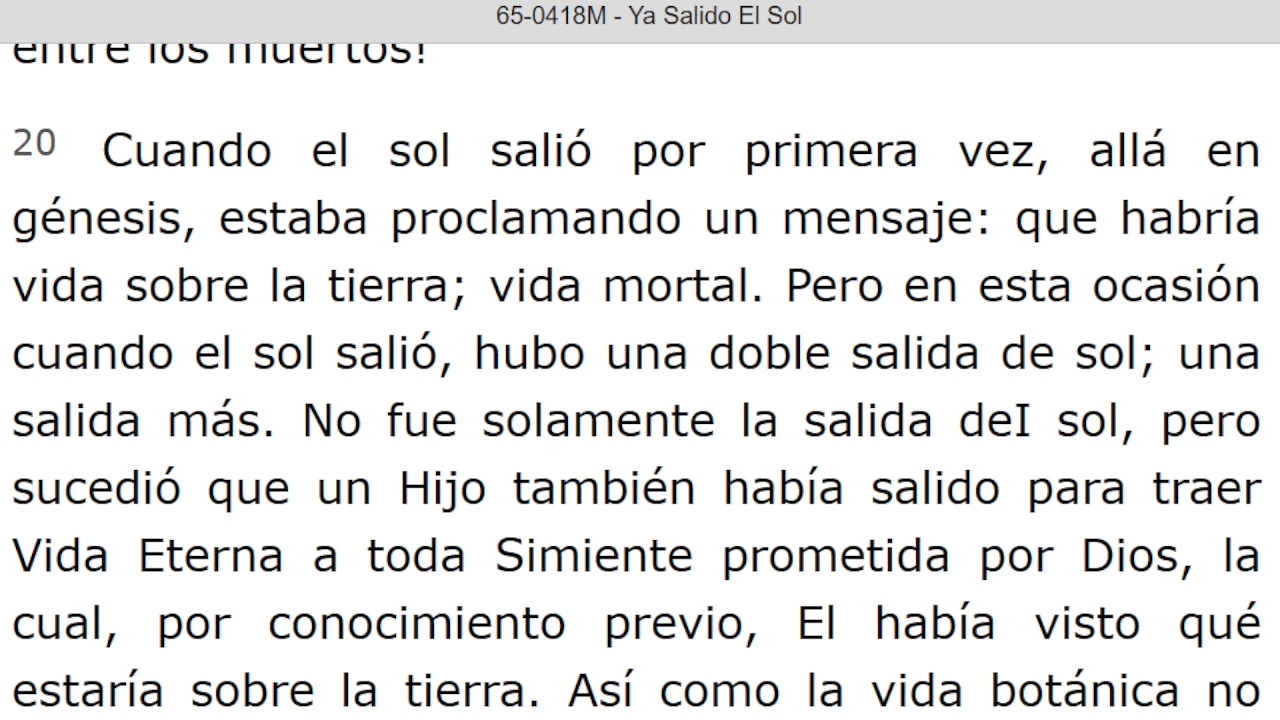 65-0418M - Ya Salido El Sol
entre los muertos!
20 Cuando el sol salió por primera vez, allá en
génesis, estaba proclamando un mensaje: que habría
vida sobre la tierra; vida mortal. Pero en esta ocasión
cuando el sol salió, hubo una doble salida de sol; una
salida más. No fue solamente la salida deI sol, pero
sucedió que un Hijo también había salido para traer
Vida Eterna a toda Simiente prometida por Dios, la
cual, por conocimiento previo, El había visto qué
estaría sobre la tierra. Así como la vida botánica no